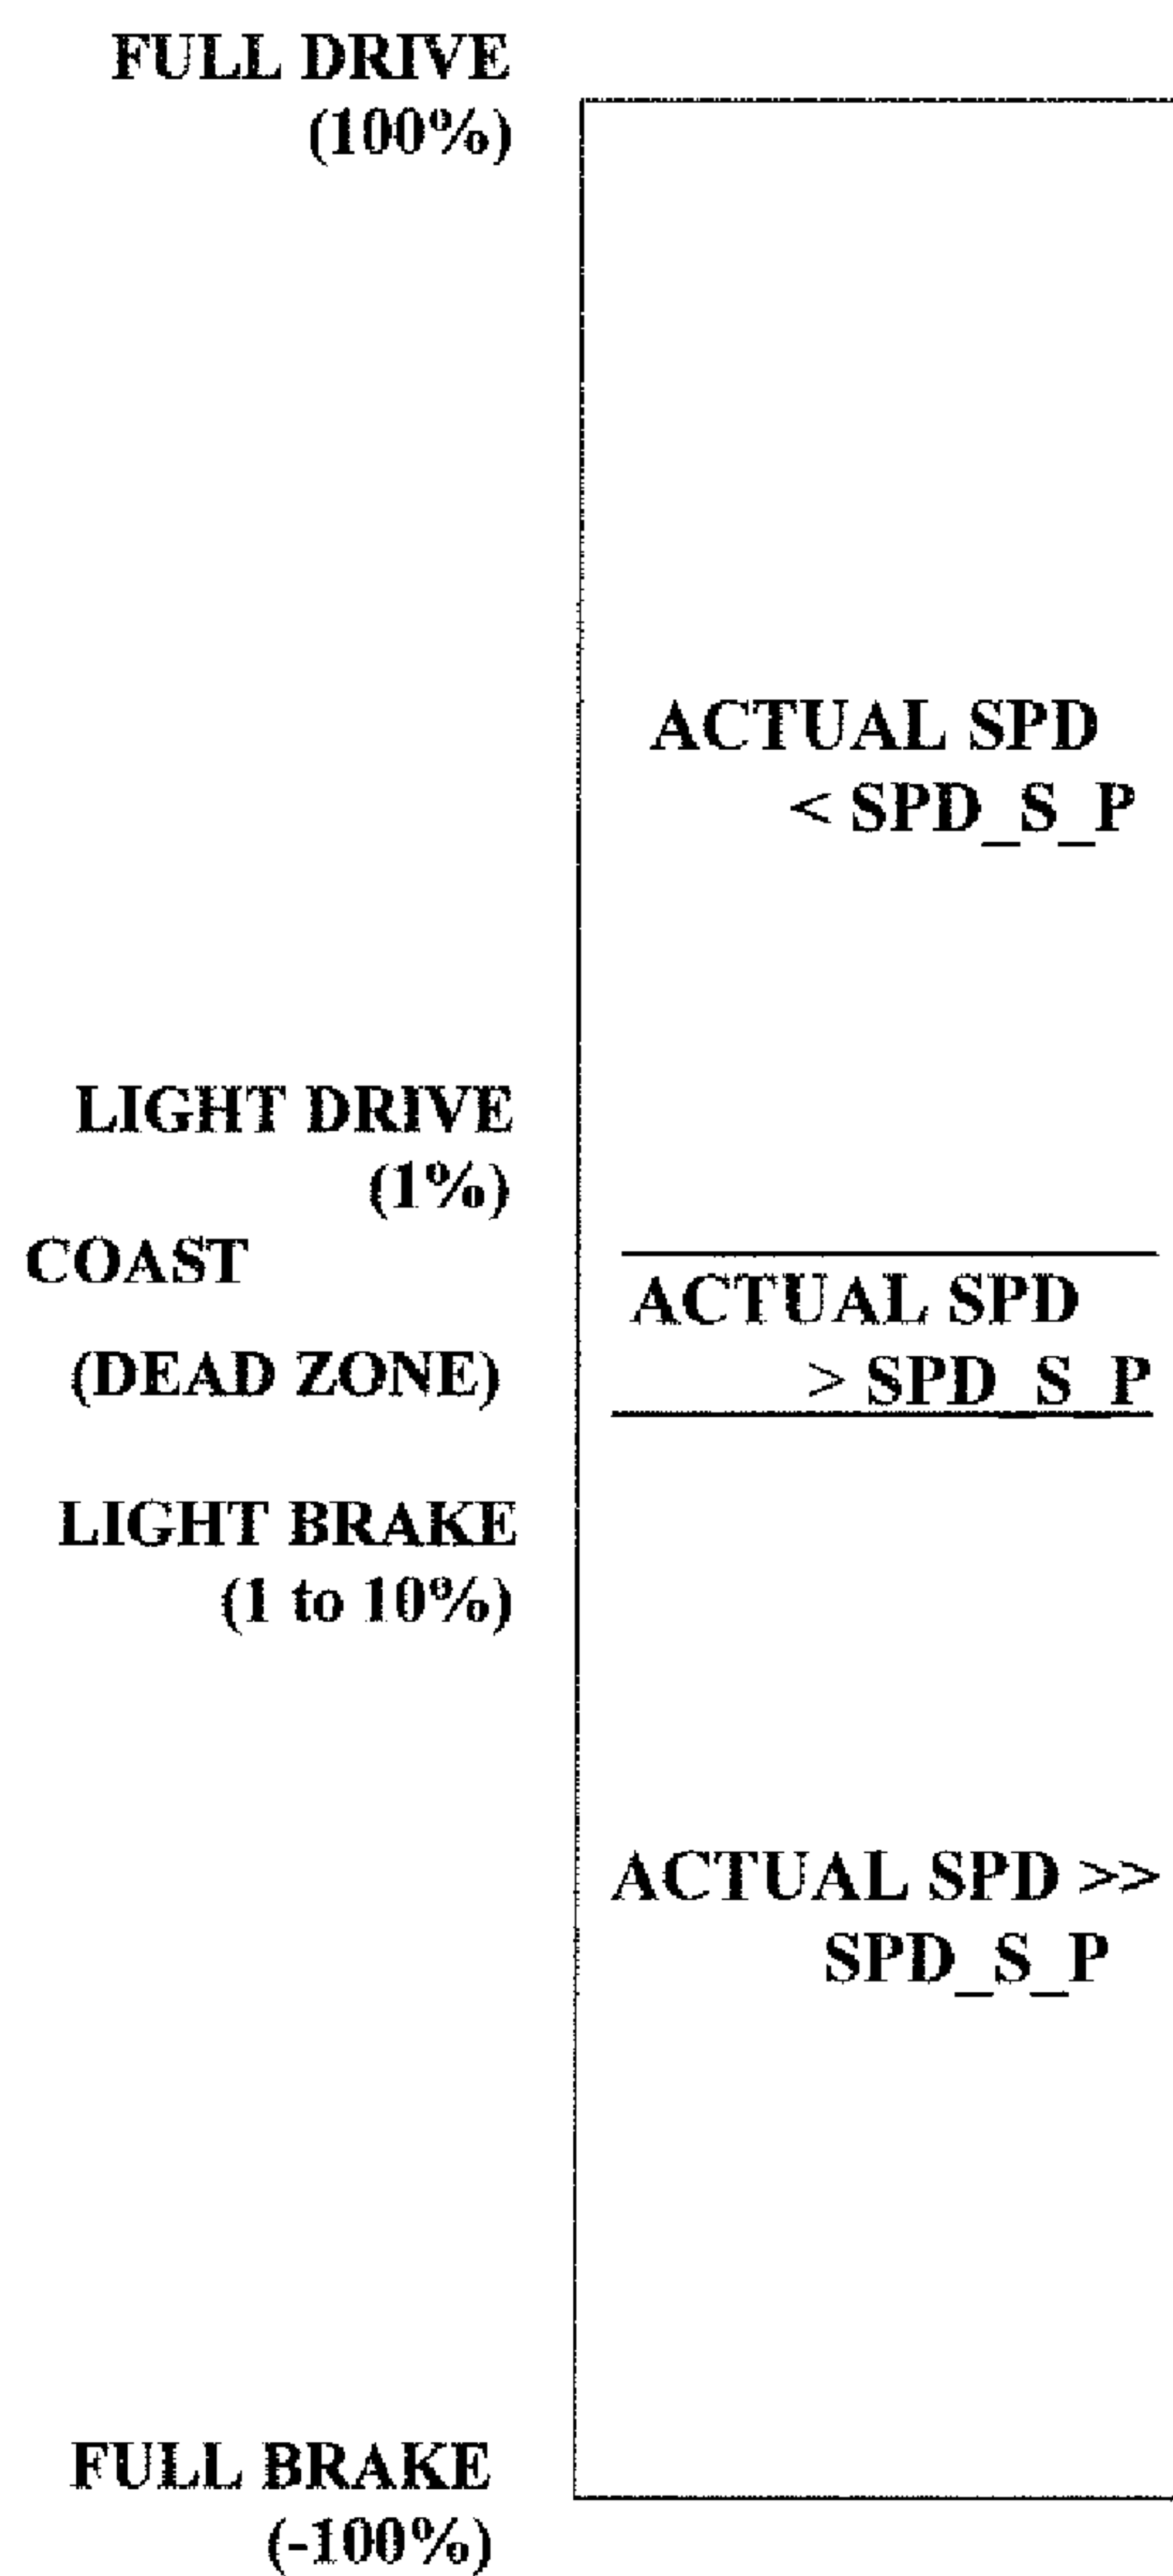 FULL DRIVE
(100%)
ACTUAL SPD
< SPD_S_P
LIGHT DRIVE
(1%)
COAST
ACTUAL SPD
(DEAD ZONE)
> SPD_S_P
LIGHT BRAKE
(1 to 10%)
ACTUAL SPD >>
SPD_S_P
FULL BRAKE
(-100%)